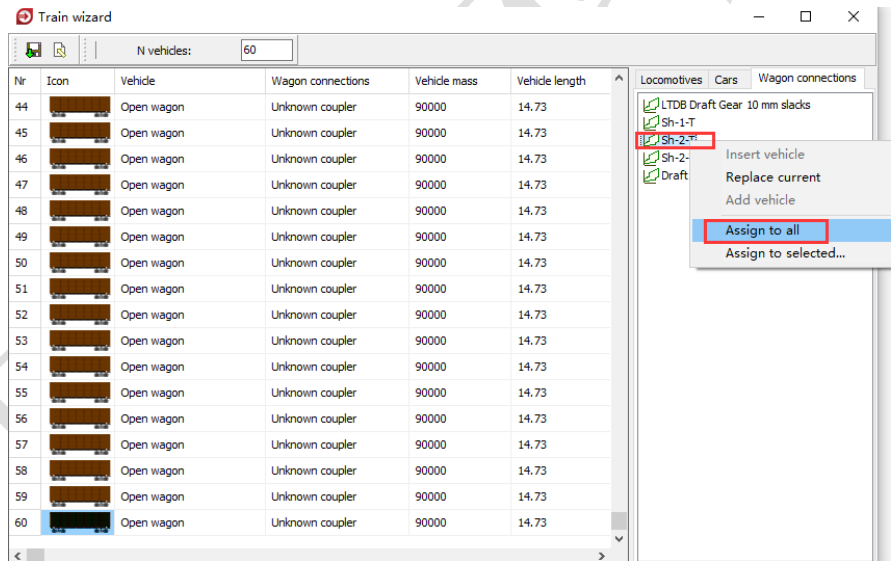 Train wizard
N vehicles: 60
Nr Icon Vehicle Wagon connections Vehicle mass Vehicle length
44 Open wagon Unknown coupler 90000 14.73
45 Open wagon Unknown coupler 90000 14.73
46 Open wagon Unknown coupler 90000 14.73
47 Open wagon Unknown coupler 90000 14.73
48 Open wagon Unknown coupler 90000 14.73
49 Open wagon Unknown coupler 90000 14.73
50 Open wagon Unknown coupler 90000 14.73
51 Open wagon Unknown coupler 90000 14.73
52 Open wagon Unknown coupler 90000 14.73
53 Open wagon Unknown coupler 90000 14.73
54 Open wagon Unknown coupler 90000 14.73
55 Open wagon Unknown coupler 90000 14.73
56 Open wagon Unknown coupler 90000 14.73
57 Open wagon Unknown coupler 90000 14.73
58 Open wagon Unknown coupler 90000 14.73
59 Open wagon Unknown coupler 90000 14.73
60 Open wagon Unknown coupler 90000 14.73
Locomotives Cars Wagon connections
LTDB Draft Gear 10 mm slacks
Sh-1-T
Sh-2-T
Sh-2-
Draft
Insert vehicle
Replace current
Add vehicle
Assign to all
Assign to selected...